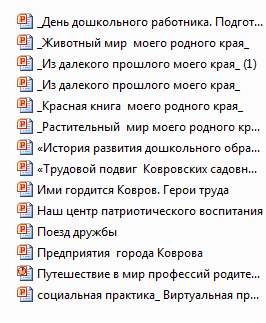 _День дошкольного работника. Подгот...
_Животный мир  моего родного края_
_Из далекого прошлого моего края_ (1)
_Из далекого прошлого моего края_
_Красная книга  моего родного края_
_Растительный  мир моего родного кр...
«История развития дошкольного обра...
«Трудовой подвиг  Ковровских садовн...
Ими гордится Ковров. Герои труда
Наш центр патриотического воспитания
Поезд дружбы
Предприятия  города Коврова
Путешествие в мир профессий родите...
социальная практика_ Виртуальная пр...